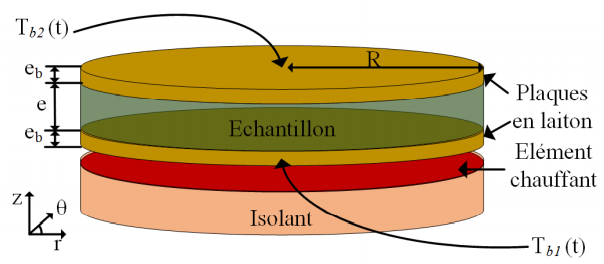 T_b2 (t)
e_b
R
e
Plaques
en laiton
e_b
Echantillon
Elément
chauffant
z
θ
r
Isolant
T_b1 (t)